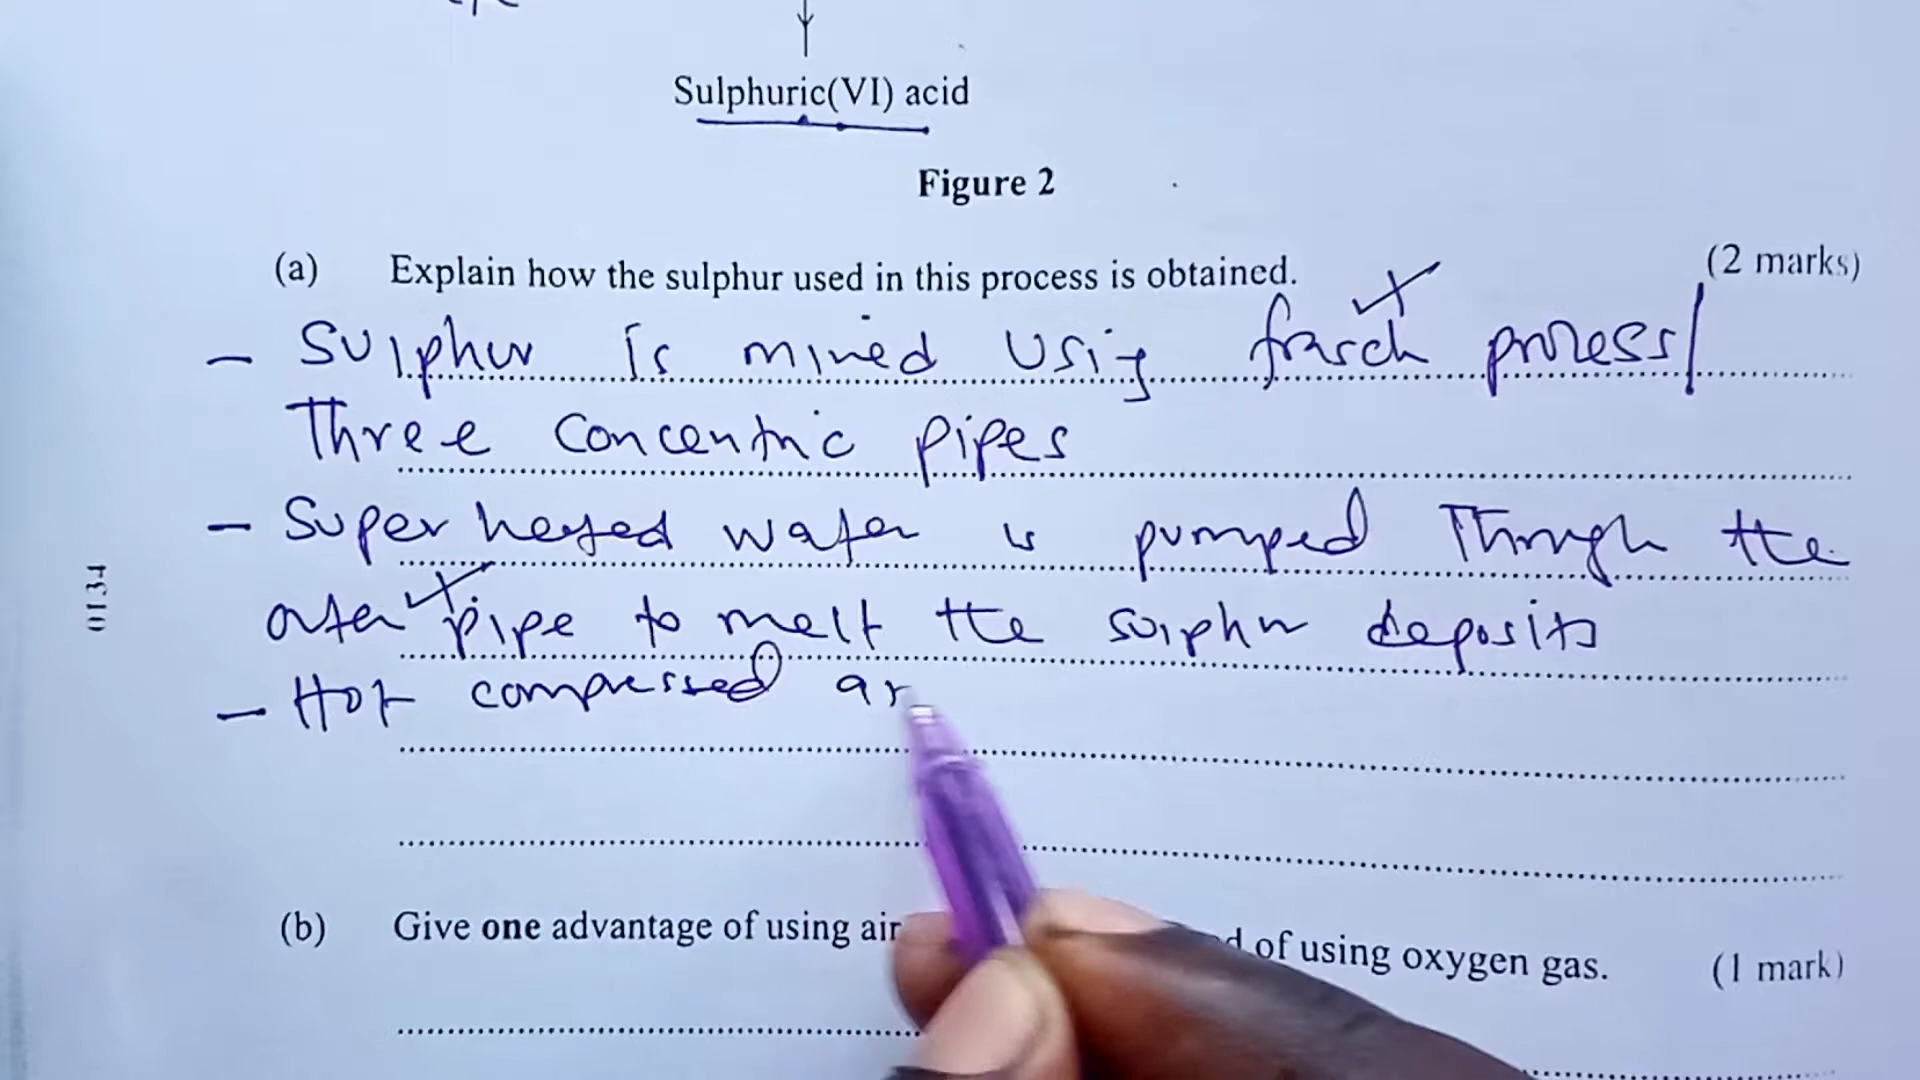 Sulphuric(VI) acid
Figure 2
(a) Explain how the sulphur used in this process is obtained. (2 marks)
- Sulphur is mined using frasch process/
Three concentric pipes
- Super heated water is pumped Through the
outer pipe to melt the sulphur deposits
- Hot compressed
0134
(b) Give one advantage of using air of using oxygen gas. (1 mark)